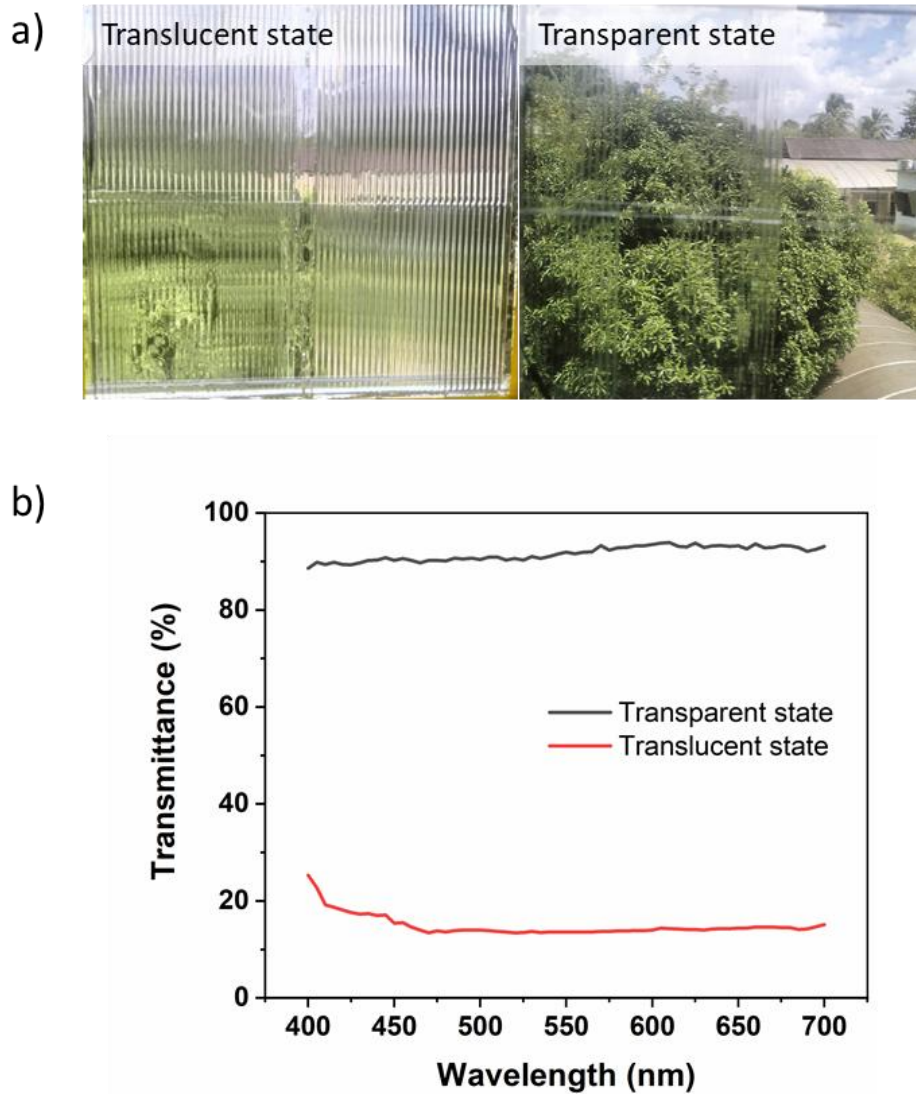 a)
Translucent state
Transparent state
b)
100
80
60
40
20
0
Transmittance (%)
Transparent state
Translucent state
400 450 500 550 600 650 700
Wavelength (nm)